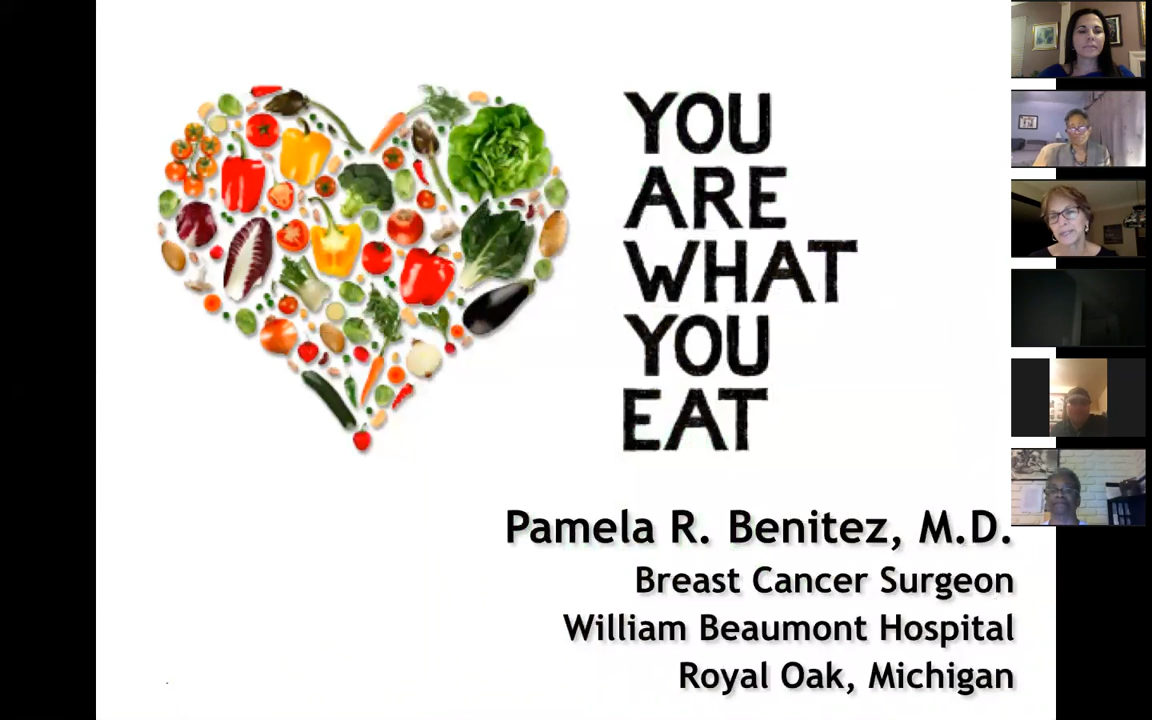 YOU
ARE
WHAT
YOU
EAT
Pamela R. Benitez, M.D.
Breast Cancer Surgeon
William Beaumont Hospital
Royal Oak, Michigan